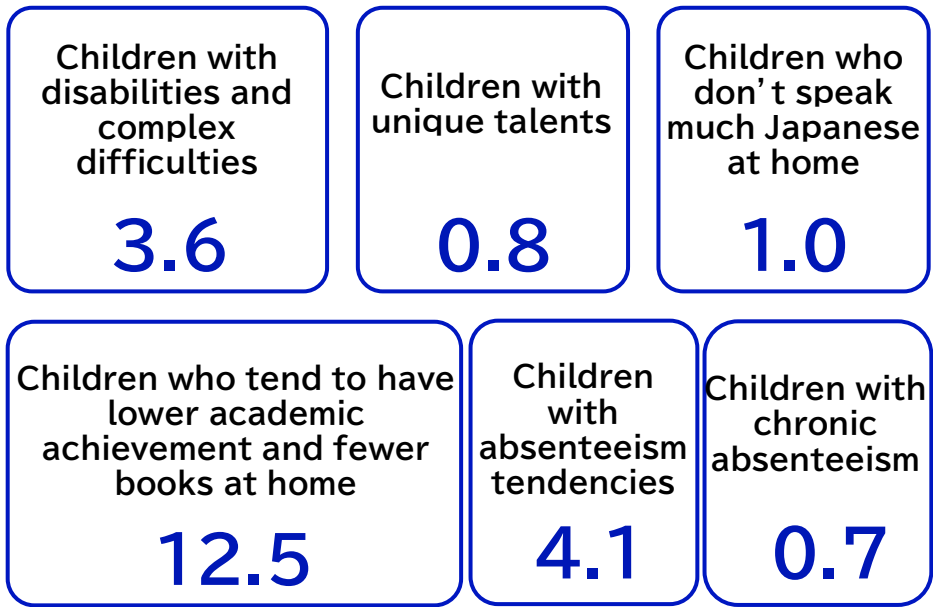 Children with
disabilities and
complex
difficulties
3.6
Children with
unique talents
0.8
Children who
don’t speak
much Japanese
at home
1.0
Children who tend to have
lower academic
achievement and fewer
books at home
12.5
Children
with
absenteeism
tendencies
4.1
Children with
chronic
absenteeism
0.7